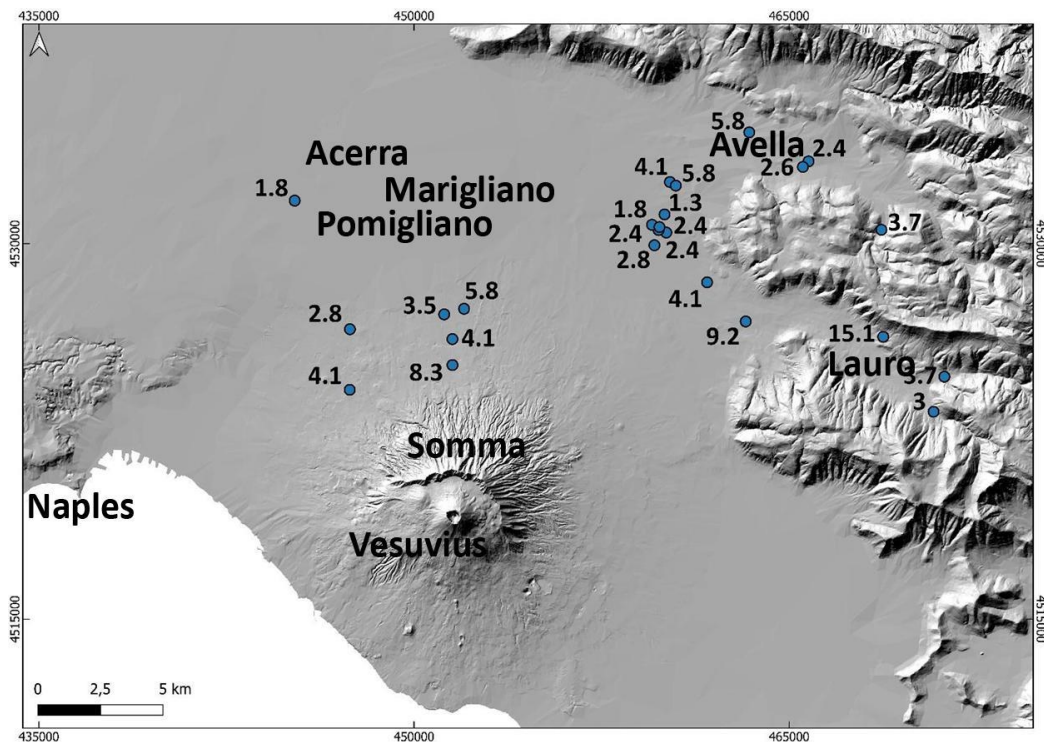 435000 450000 465000
5.8
Avella
2.4
2.6
Acerra
4.1
5.8
Marigliano
1.8
1.3
Pomigliano
1.8
2.4
2.4
3.7
2.4
2.8
4530000
4530000
4.1
5.8
3.5
2.8
9.2
4.1
15.1
Lauro
8.3
3.7
4.1
3
Somma
Naples
Vesuvius
4515000
4515000
0 2,5 5 km
435000 450000 465000